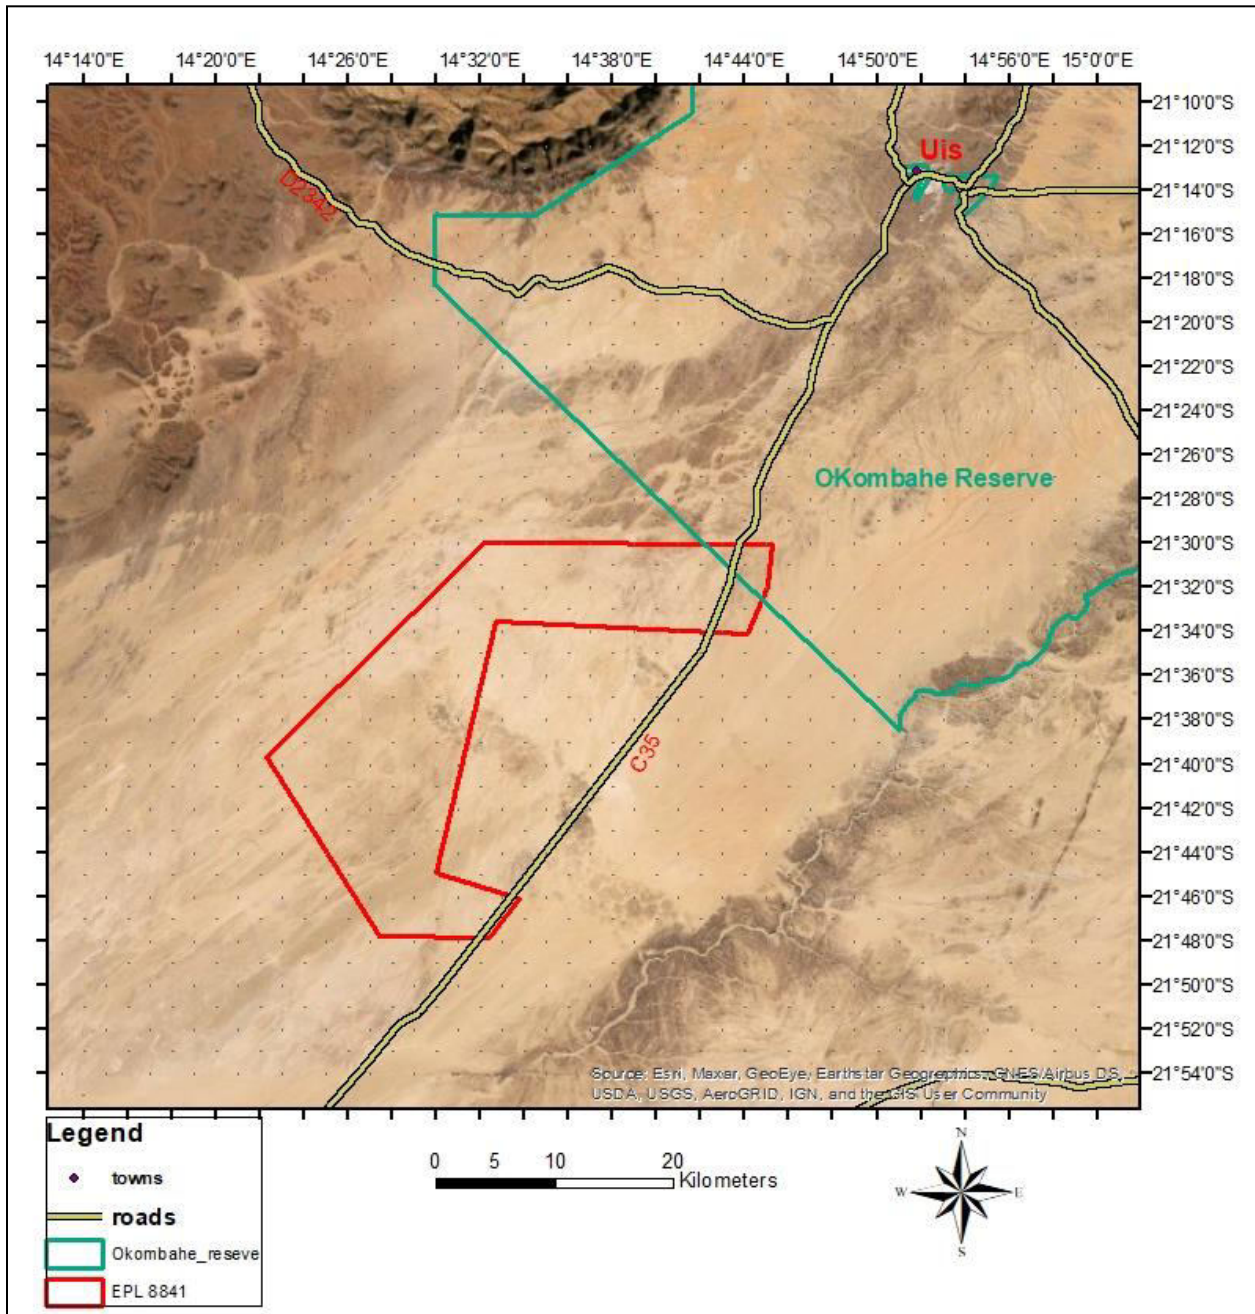 14°14'0"E 14°20'0"E 14°26'0"E 14°32'0"E 14°38'0"E 14°44'0"E 14°50'0"E 14°56'0"E 15°0'0"E
21°10'0"S
21°12'0"S
Uis
D2342
21°14'0"S
21°16'0"S
21°18'0"S
21°20'0"S
21°22'0"S
21°24'0"S
21°26'0"S
OKombahe Reserve
21°28'0"S
21°30'0"S
21°32'0"S
21°34'0"S
21°36'0"S
21°38'0"S
C35
21°40'0"S
21°42'0"S
21°44'0"S
21°46'0"S
21°48'0"S
21°50'0"S
21°52'0"S
21°54'0"S
Source: Esri, Maxar, GeoEye, Earthstar Geographics, CNES/Airbus DS,
USDA, USGS, AeroGRID, IGN, and the GIS User Community
Legend
towns
roads
Okombahe_reseve
EPL 8841
0 5 10 20
Kilometers
N
W E
S